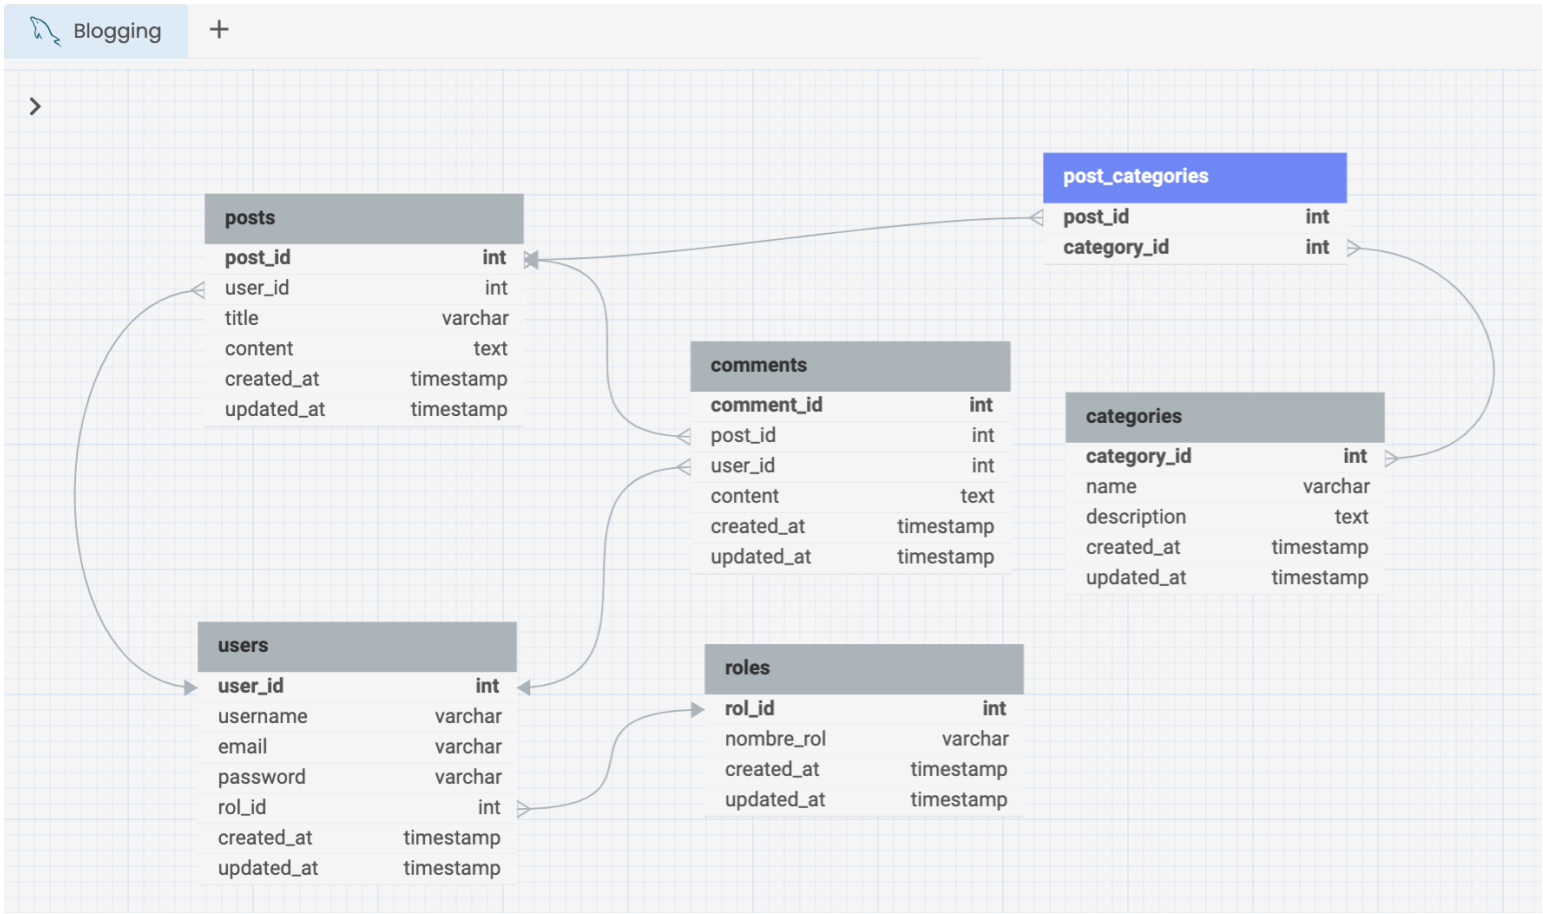 Blogging
posts
post_id int
user_id int
title varchar
content text
created_at timestamp
updated_at timestamp
post_categories
post_id int
category_id int
comments
comment_id int
post_id int
user_id int
content text
created_at timestamp
updated_at timestamp
categories
category_id int
name varchar
description text
created_at timestamp
updated_at timestamp
users
user_id int
username varchar
email varchar
password varchar
rol_id int
created_at timestamp
updated_at timestamp
roles
rol_id int
nombre_rol varchar
created_at timestamp
updated_at timestamp